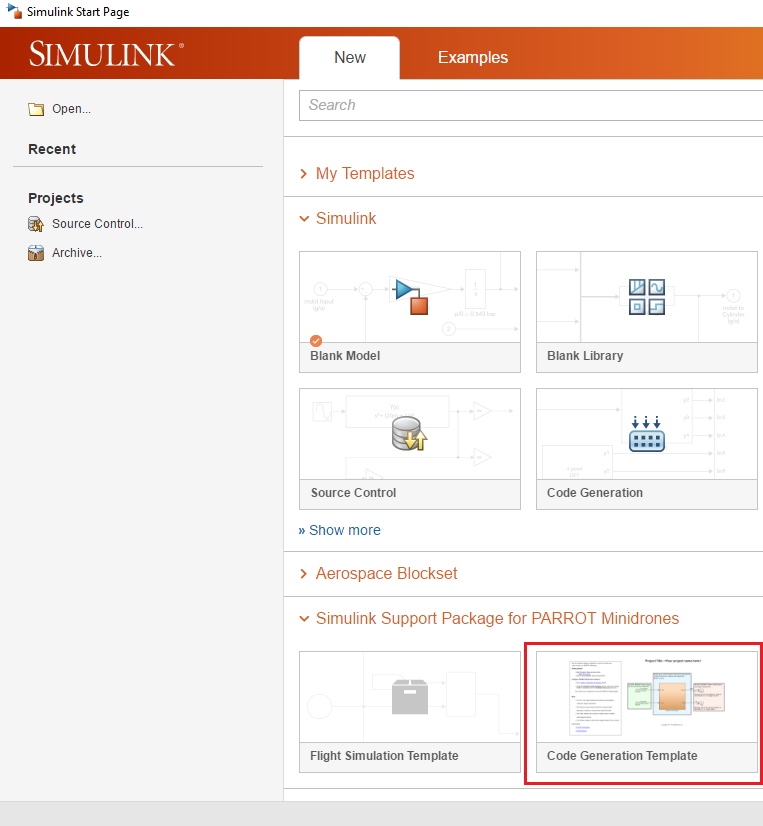 Simulink Start Page
SIMULINK®
New
Examples
Open...
Recent
Projects
Source Control...
Archive...
Search
My Templates
Simulink
Blank Model
Blank Library
Source Control
Code Generation
» Show more
Aerospace Blockset
Simulink Support Package for PARROT Minidrones
Flight Simulation Template
Code Generation Template